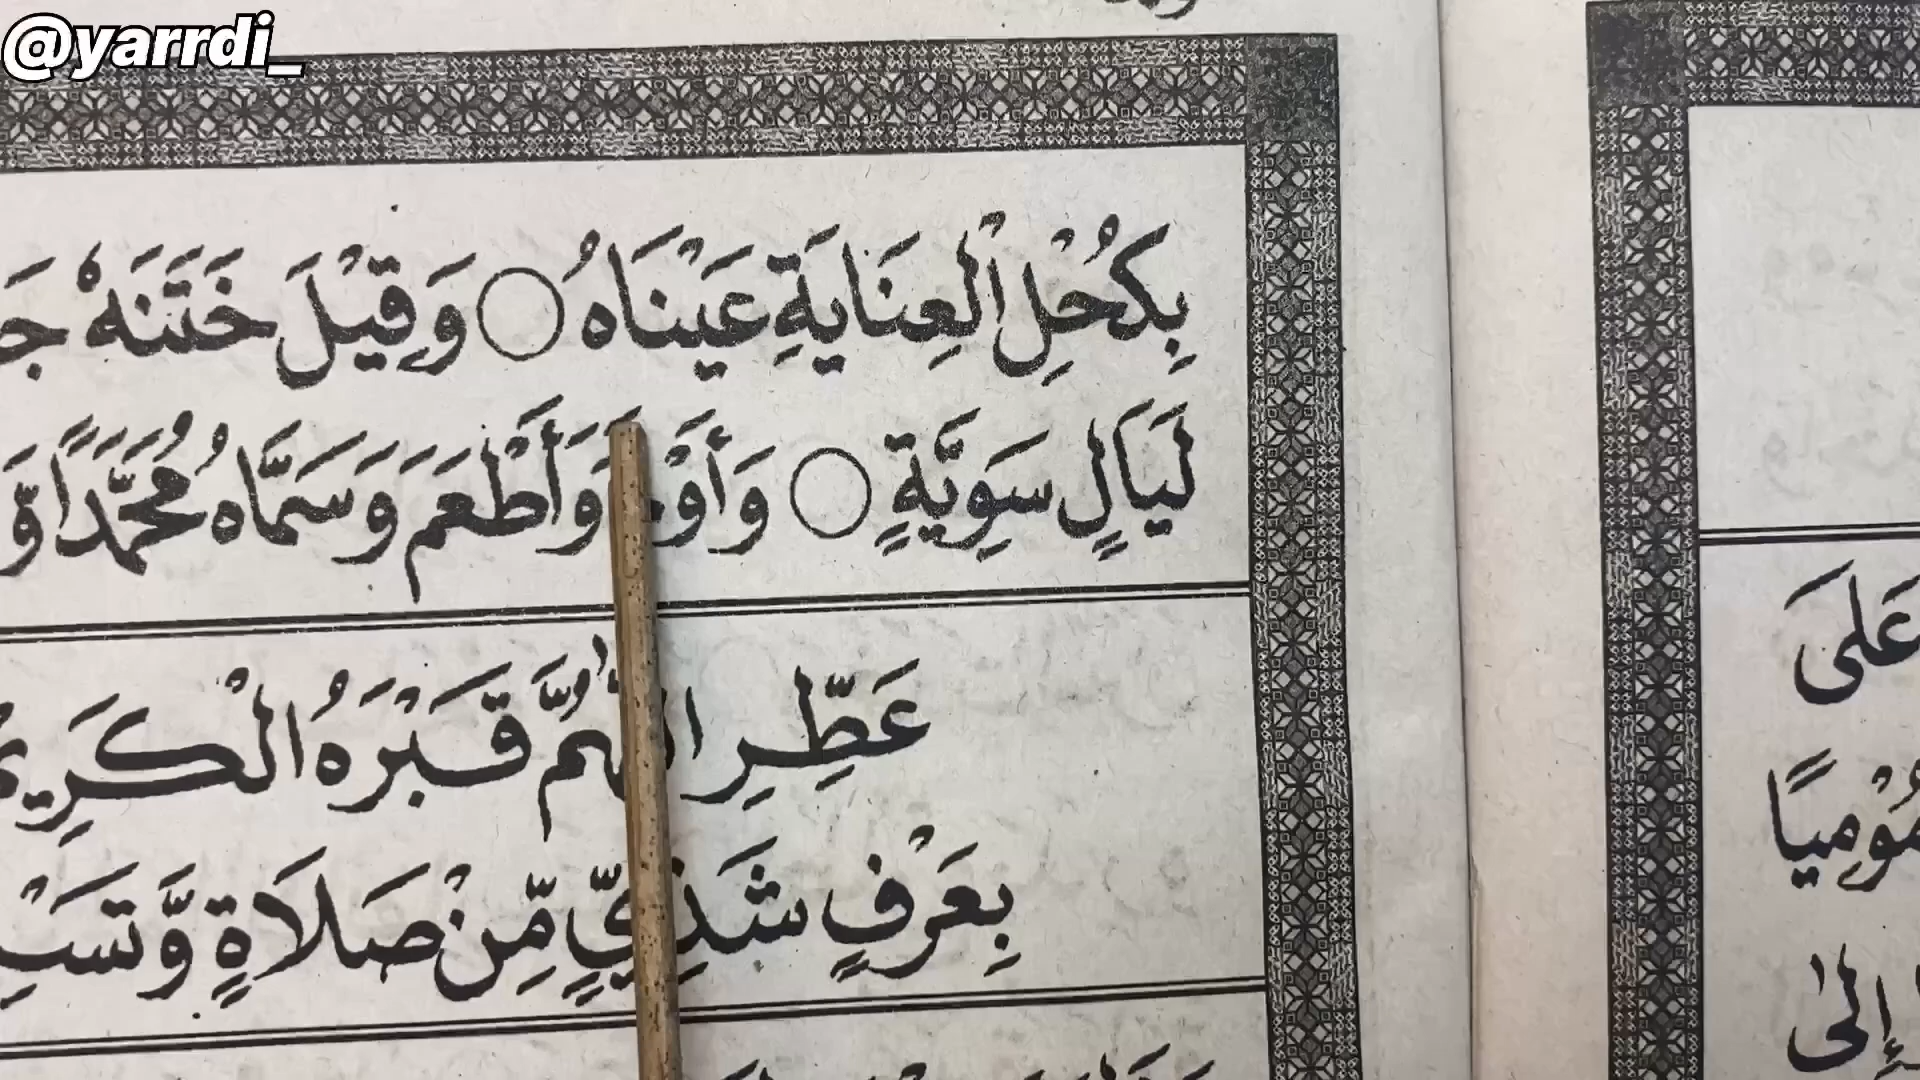 @yarrdi_
بِكُحْلِ الْعِنَايَةِ عَيْنَاهُ ۝ وَقِيْلَ خَتَنَهٗ
لَيَالٍ سَوِيَّةٍ ۝ وَأَوْ وَأَطْعَمَ وَسَمَّاهُ مُحَمَّدًا وَّ
عَطِّرِ اللّٰهُمَّ قَبْرَهُ الْكَرِيْ
بِعَرْفٍ شَذِيٍّ مِّنْ صَلَاةٍ وَّتَسْ
عَلَى
إِلَى